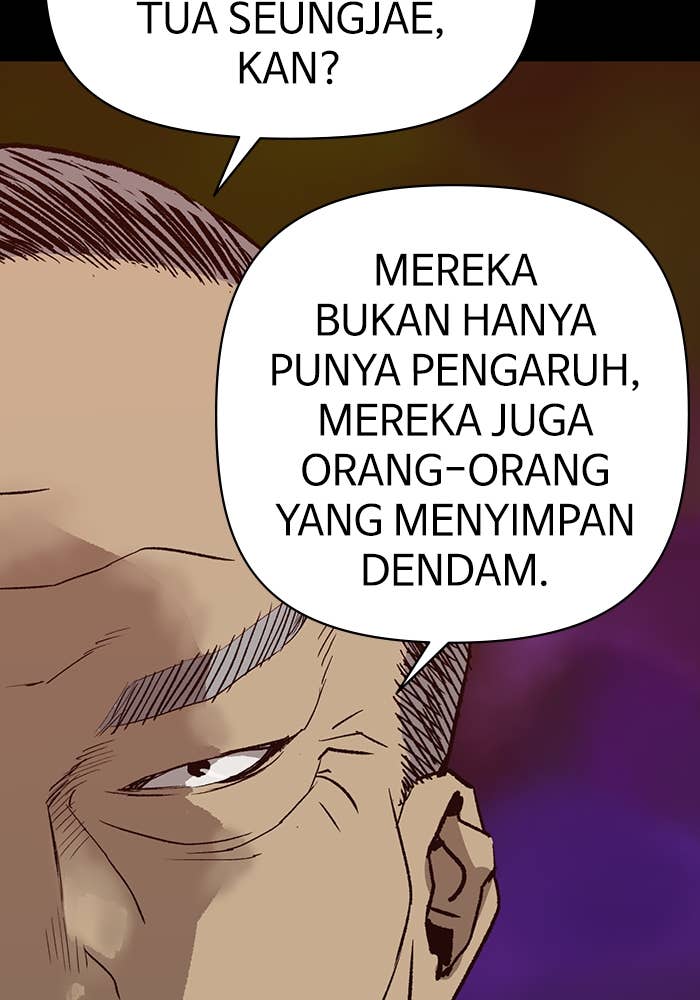 TUA SEUNGJAE,
KAN?
MEREKA
BUKAN HANYA
PUNYA PENGARUH,
MEREKA JUGA
ORANG-ORANG
YANG MENYIMPAN
DENDAM.